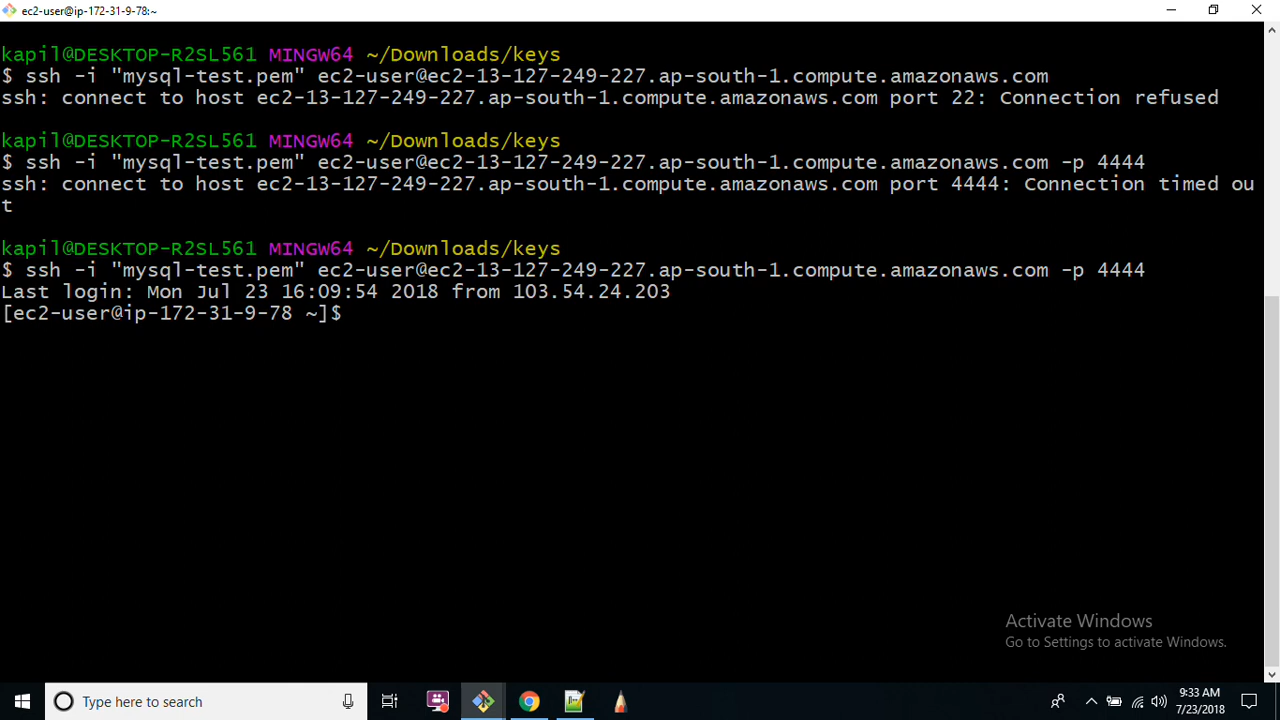 ec2-user@ip-172-31-9-78:~
kapil@DESKTOP-R2SL561 MINGW64 ~/Downloads/keys
$ ssh -i "mysql-test.pem" ec2-user@ec2-13-127-249-227.ap-south-1.compute.amazonaws.com
ssh: connect to host ec2-13-127-249-227.ap-south-1.compute.amazonaws.com port 22: Connection refused
kapil@DESKTOP-R2SL561 MINGW64 ~/Downloads/keys
$ ssh -i "mysql-test.pem" ec2-user@ec2-13-127-249-227.ap-south-1.compute.amazonaws.com -p 4444
ssh: connect to host ec2-13-127-249-227.ap-south-1.compute.amazonaws.com port 4444: Connection timed ou
t
kapil@DESKTOP-R2SL561 MINGW64 ~/Downloads/keys
$ ssh -i "mysql-test.pem" ec2-user@ec2-13-127-249-227.ap-south-1.compute.amazonaws.com -p 4444
Last login: Mon Jul 23 16:09:54 2018 from 103.54.24.203
[ec2-user@ip-172-31-9-78 ~]$
Activate Windows
Go to Settings to activate Windows.
Type here to search
9:33 AM
7/23/2018